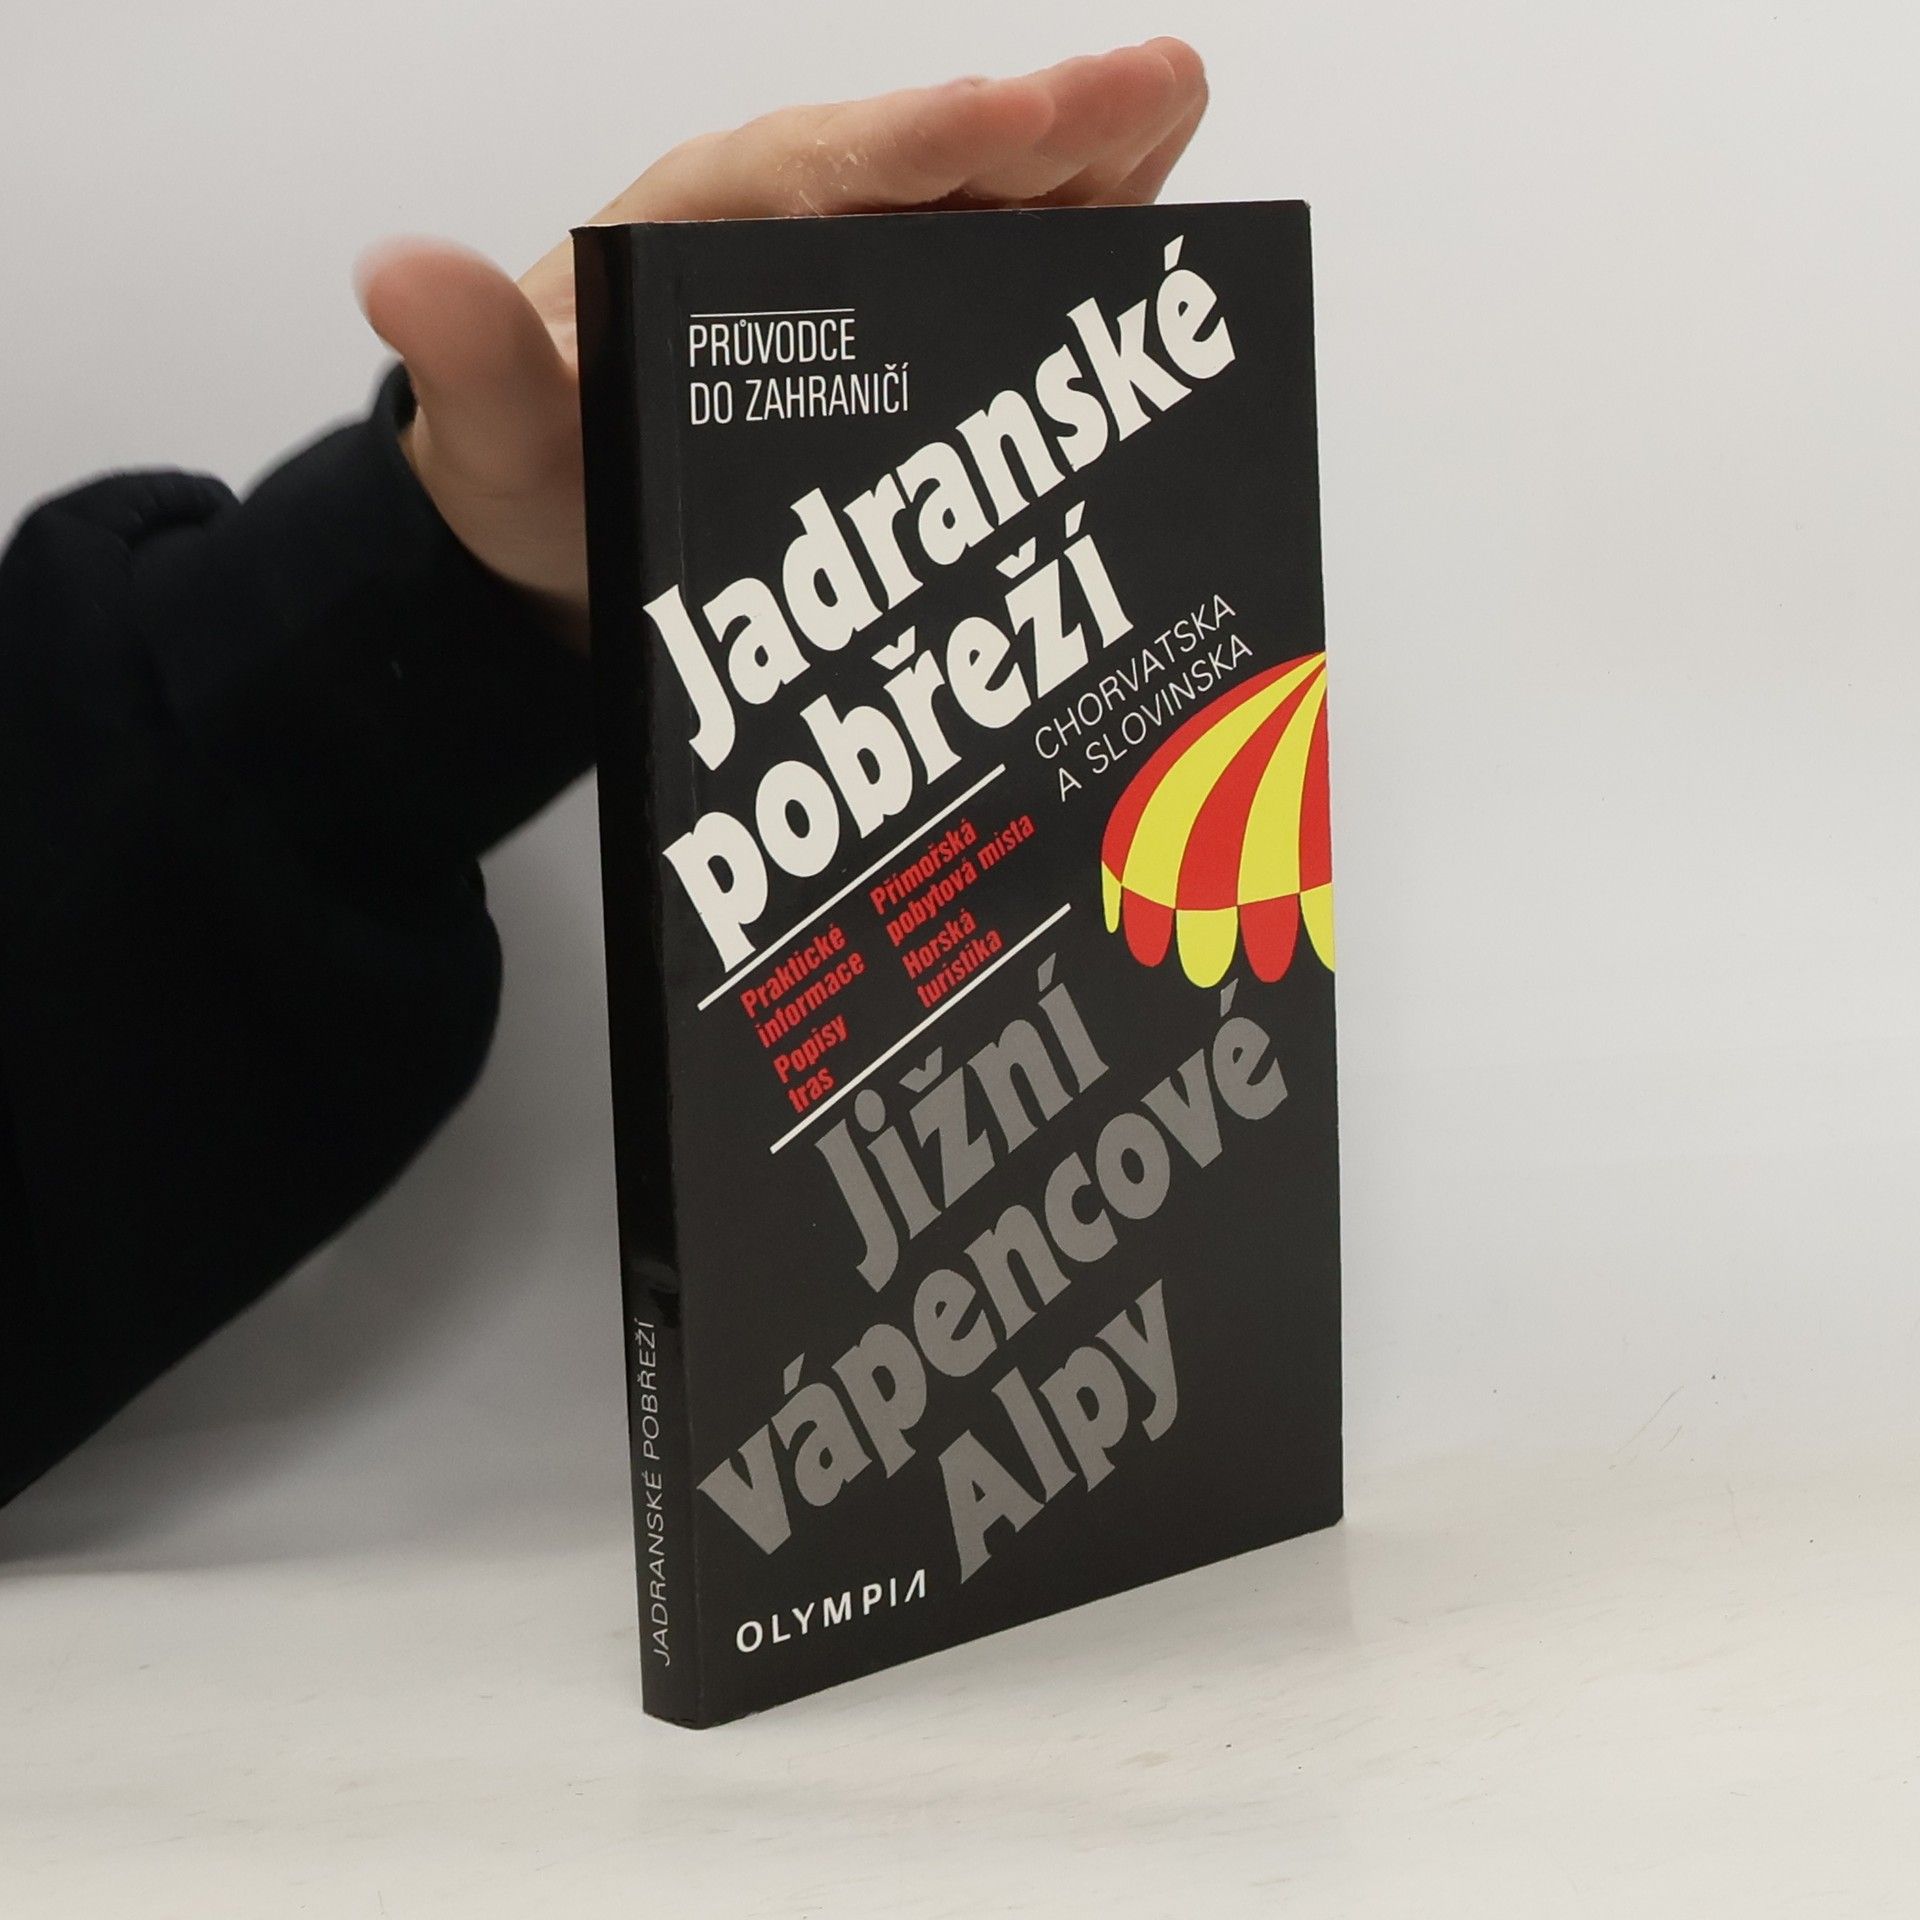 PRŮVODCE
DO ZAHRANIČÍ
Jadranské
pobřeží
CHORVATSKA
A SLOVINSKA
Praktické
informace
Popisy
tras
Přímořská
pobytová místa
Horská
turistika
Jižní
vápencové
Alpy
OLYMPIA
JADRANSKÉ POBŘEŽÍ